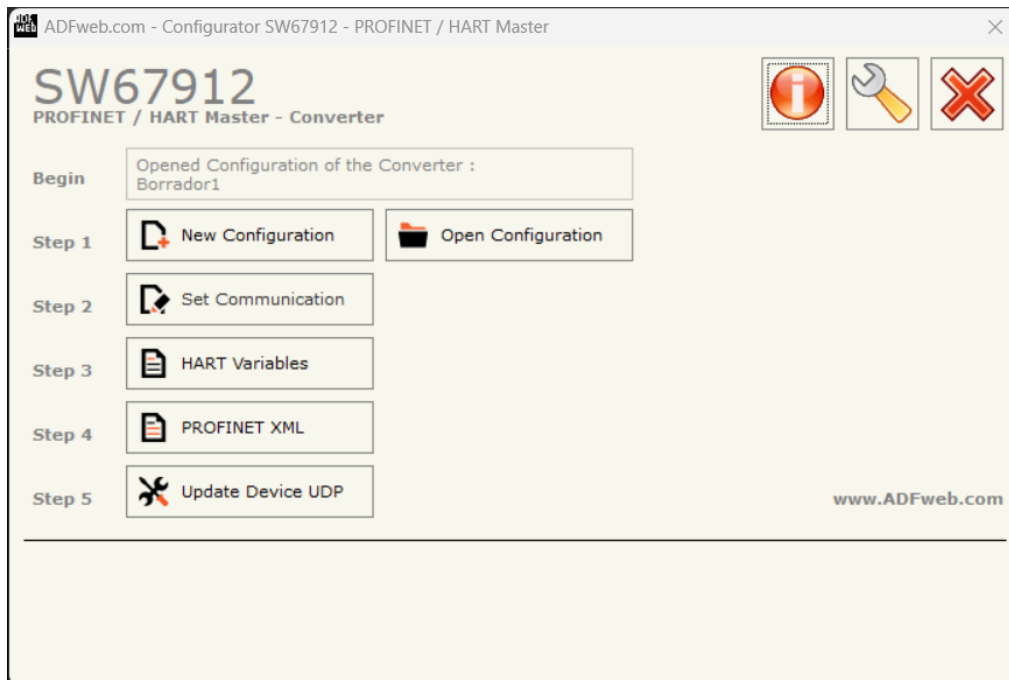 ADF
WEB
ADFweb.com - Configurator SW67912 - PROFINET / HART Master
SW67912
PROFINET / HART Master - Converter
Begin
Opened Configuration of the Converter :
Borrador1
Step 1
New Configuration
Open Configuration
Step 2
Set Communication
Step 3
HART Variables
Step 4
PROFINET XML
Step 5
Update Device UDP
www.ADFweb.com